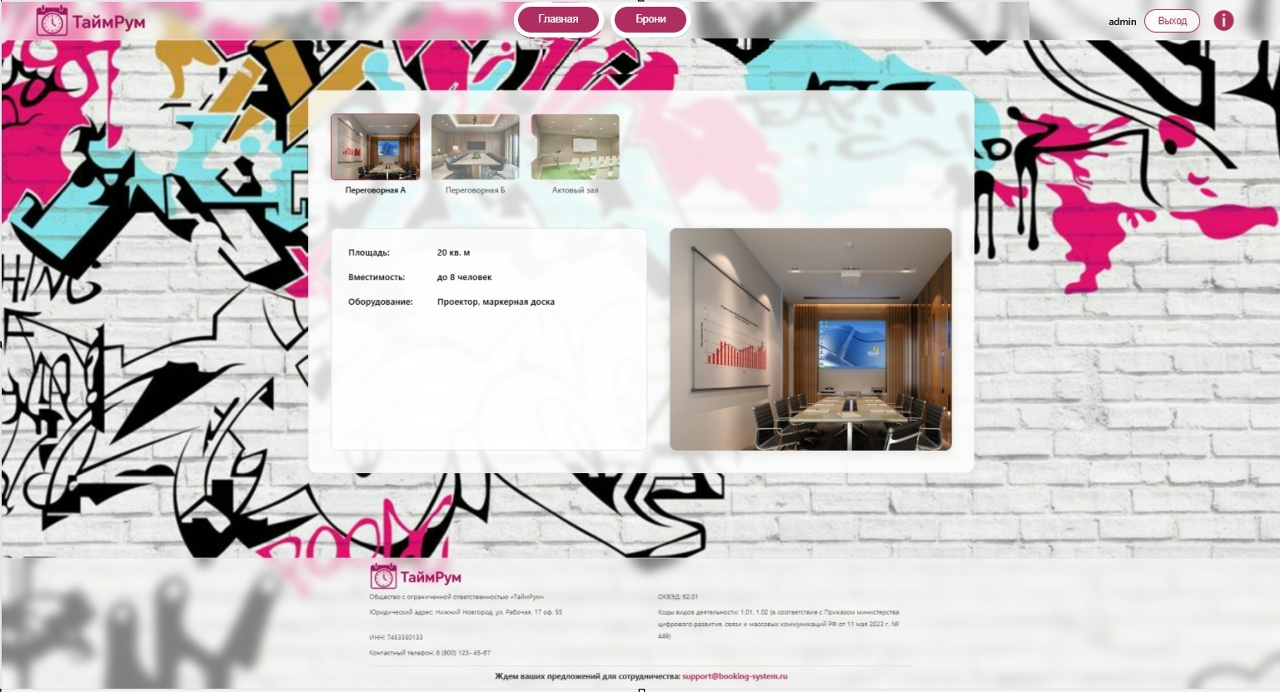 ТаймРум
Главная
Брони
admin
Выход
i
Переговорная А
Переговорная Б
Актовый зал
Площадь: 20 кв. м
Вместимость: до 8 человек
Оборудование: Проектор, маркерная доска
ТаймРум
Общество с ограниченной ответственностью «ТаймРум»
Юридический адрес: Нижний Новгород, ул. Рабочая, 17 оф. 55
ИНН: 7453350133
Контактный телефон: 8 (800) 123- 45-67
ОКВЭД: 62.01
Коды видов деятельности: 1.01, 1.02 (в соответствие с Приказом министерства
цифрового развития, связи и массовых коммуникаций РФ от 11 мая 2023 г. №
449)
Ждем ваших предложений для сотрудничества: support@booking-system.ru